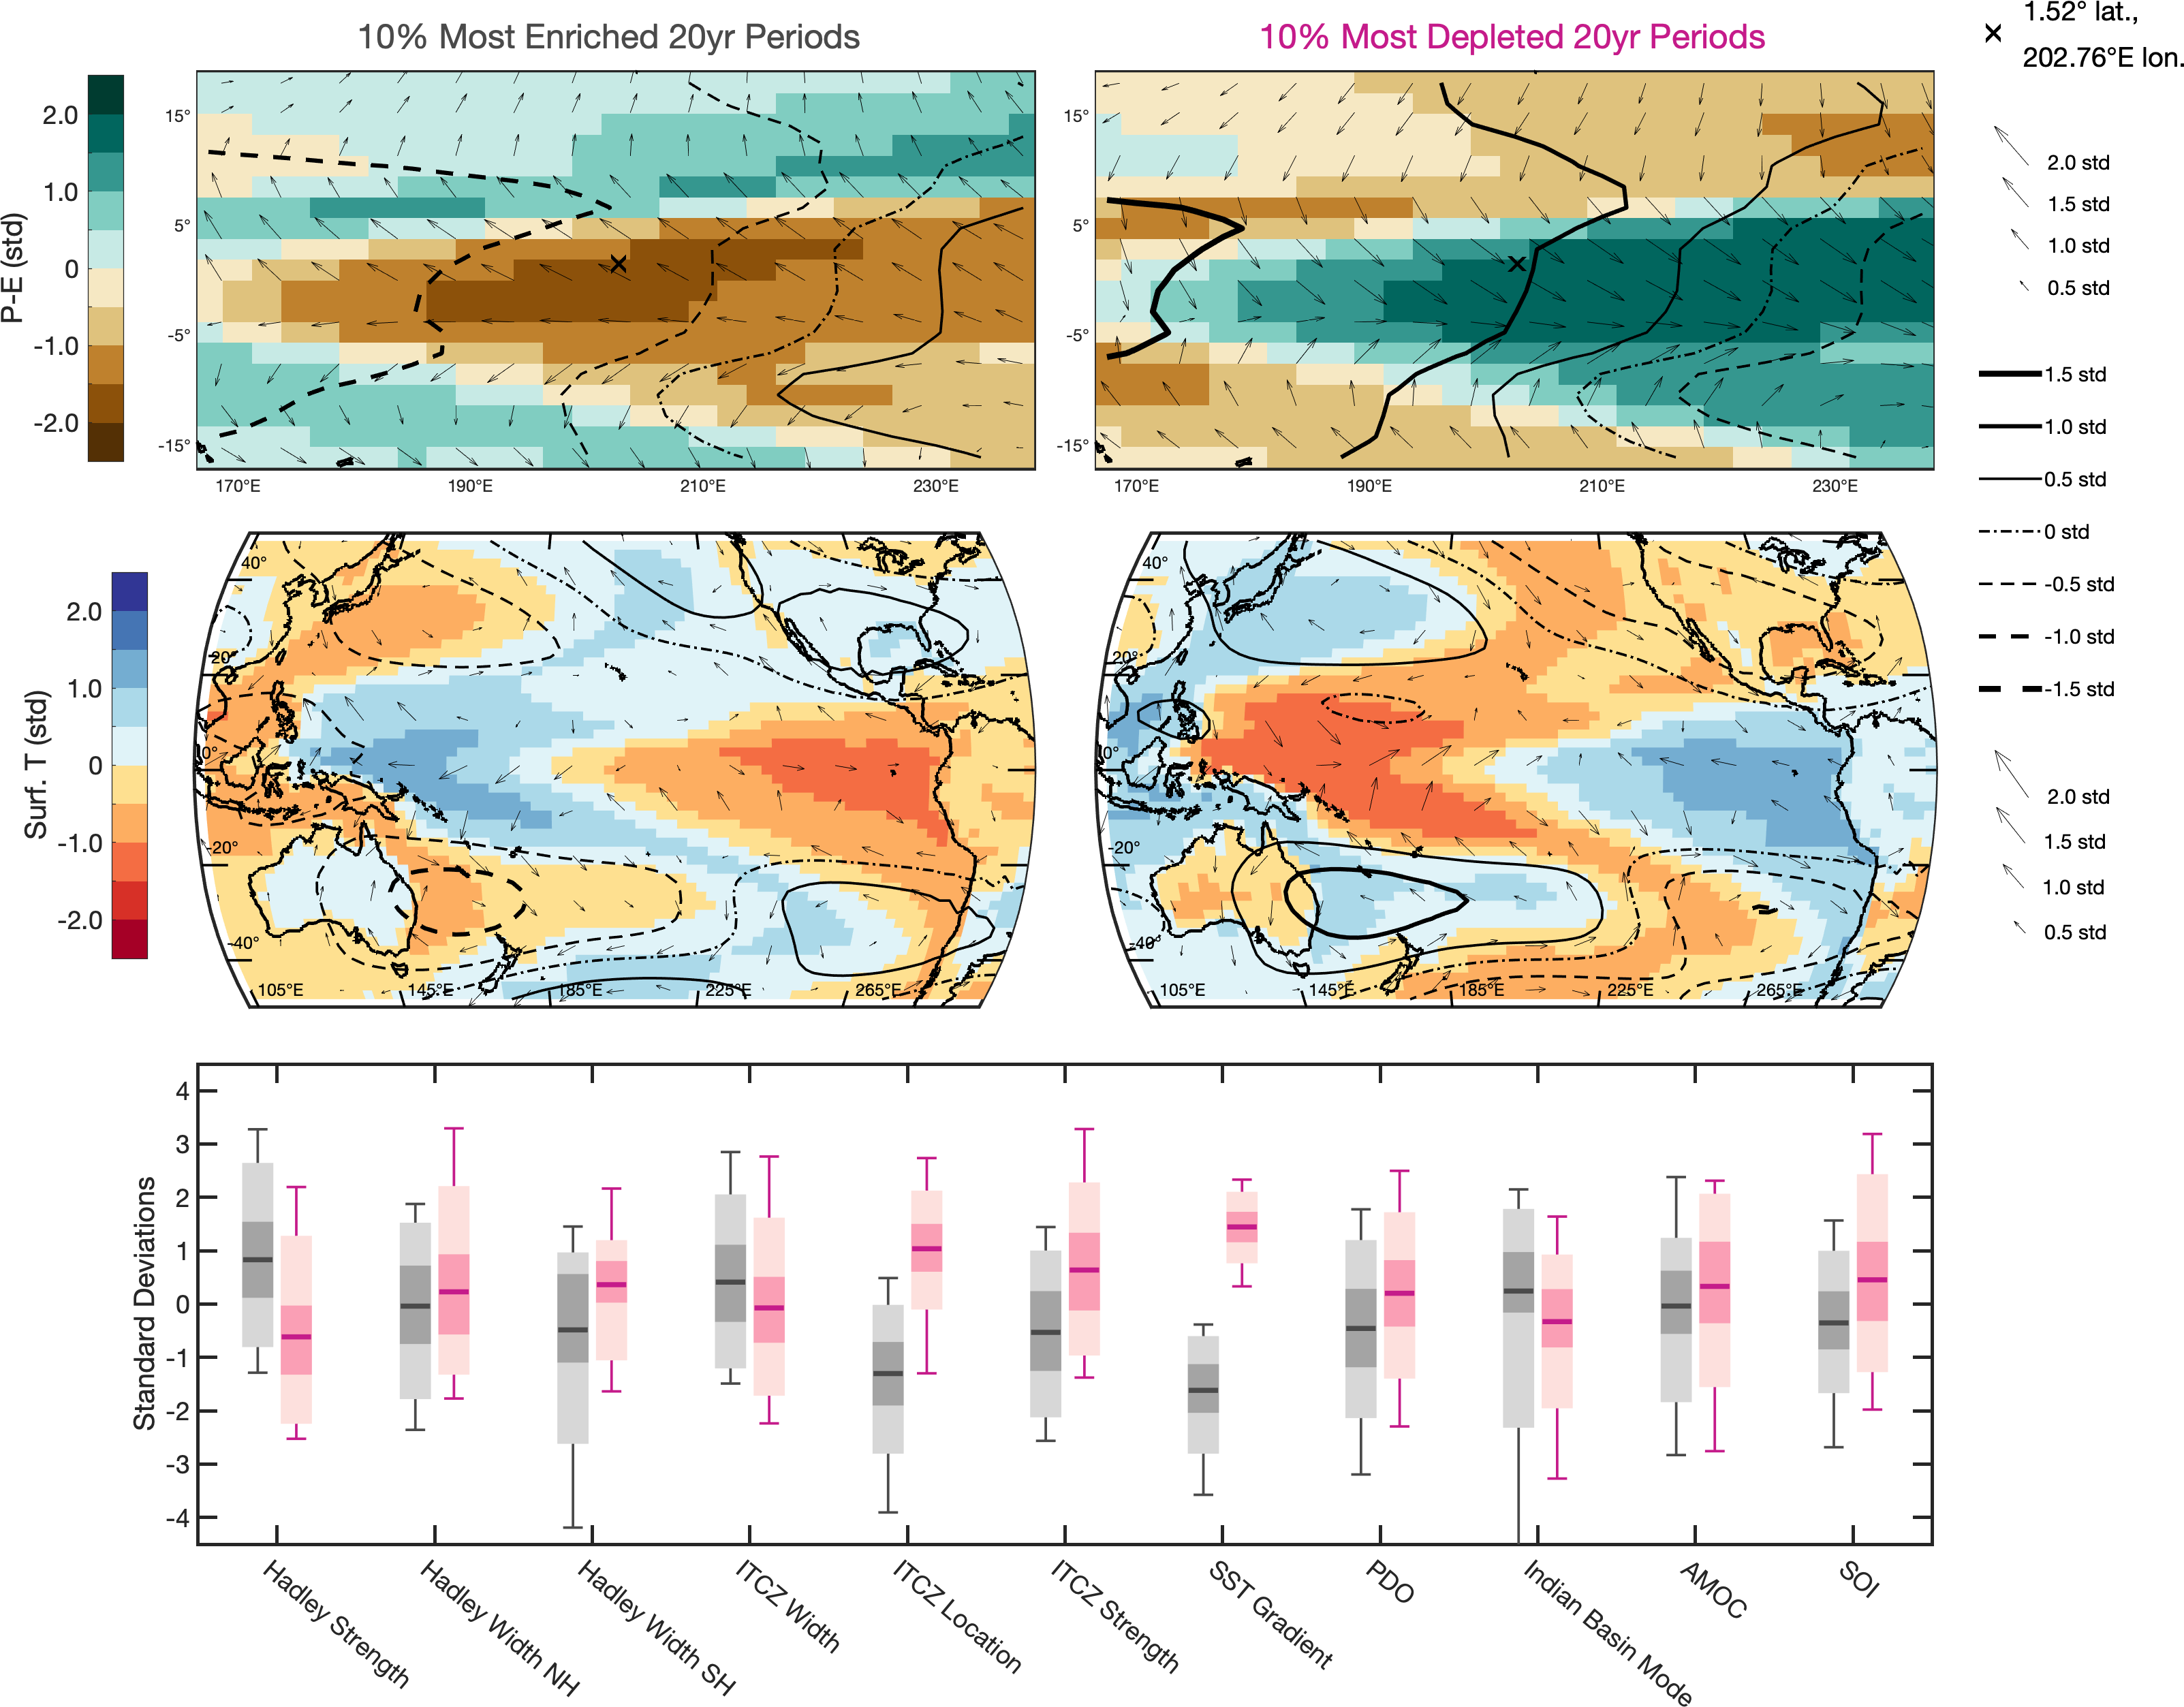 10% Most Enriched 20yr Periods
10% Most Depleted 20yr Periods
1.52° lat.,
202.76°E lon.
P-E (std)
2.0
1.0
0
-1.0
-2.0
15°
5°
-5°
-15°
170°E
190°E
210°E
230°E
15°
5°
-5°
-15°
170°E
190°E
210°E
230°E
2.0 std
1.5 std
1.0 std
0.5 std
1.5 std
1.0 std
0.5 std
0 std
-0.5 std
-1.0 std
-1.5 std
Surf. T (std)
2.0
1.0
0
-1.0
-2.0
40°
20°
0°
-20°
-40°
105°E
145°E
185°E
225°E
265°E
40°
20°
0°
-20°
-40°
105°E
145°E
185°E
225°E
265°E
2.0 std
1.5 std
1.0 std
0.5 std
Standard Deviations
4
3
2
1
0
-1
-2
-3
-4
Hadley Strength
Hadley Width NH
Hadley Width SH
ITCZ Width
ITCZ Location
ITCZ Strength
SST Gradient
PDO
Indian Basin Mode
AMOC
SOI